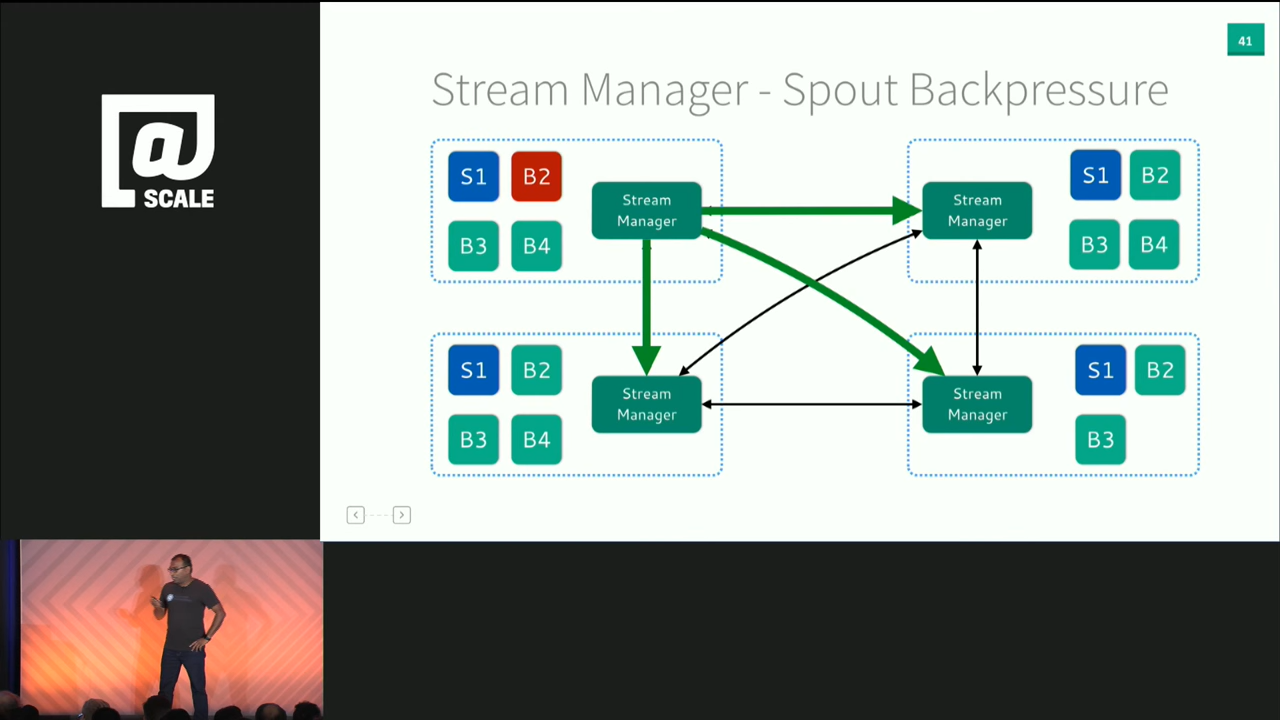 @
SCALE
41
Stream Manager - Spout Backpressure
S1 B2
B3 B4
Stream
Manager
Stream
Manager
S1 B2
B3 B4
S1 B2
B3 B4
Stream
Manager
Stream
Manager
S1 B2
B3